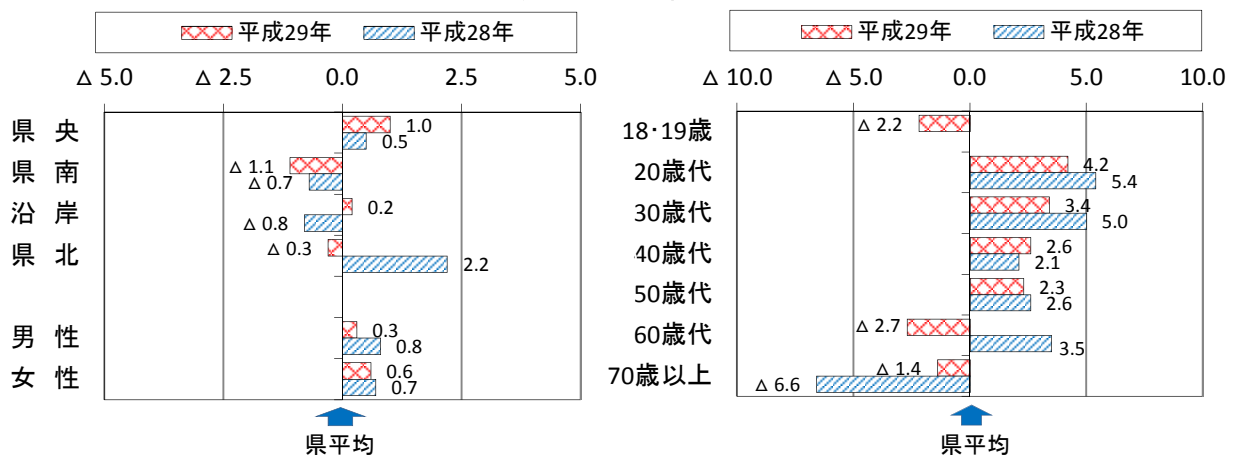 平成29年 平成28年
△ 5.0 △ 2.5 0.0 2.5 5.0
県 央 1.0
0.5
県 南 △ 1.1
△ 0.7
沿 岸 0.2
△ 0.8
県 北 △ 0.3
2.2
男 性 0.3
0.8
女 性 0.6
0.7
県平均
平成29年 平成28年
△ 10.0 △ 5.0 0.0 5.0 10.0
18･19歳 △ 2.2
20歳代 4.2
5.4
30歳代 3.4
5.0
40歳代 2.6
2.1
50歳代 2.3
2.6
60歳代 △ 2.7
3.5
70歳以上 △ 1.4
△ 6.6
県平均